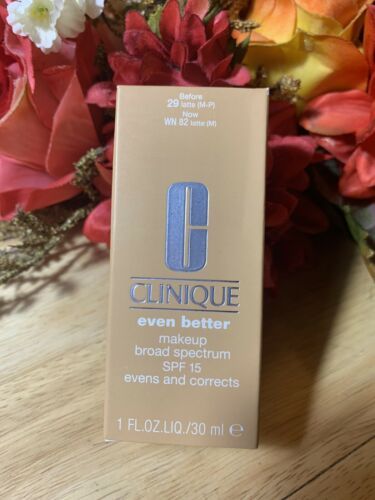 Before
29 latte (M-P)
Now
WN 82 latte (M)
C
CLINIQUE
even better
makeup
broad spectrum
SPF 15
evens and corrects
1 FL.OZ.LIQ./30 ml ℮